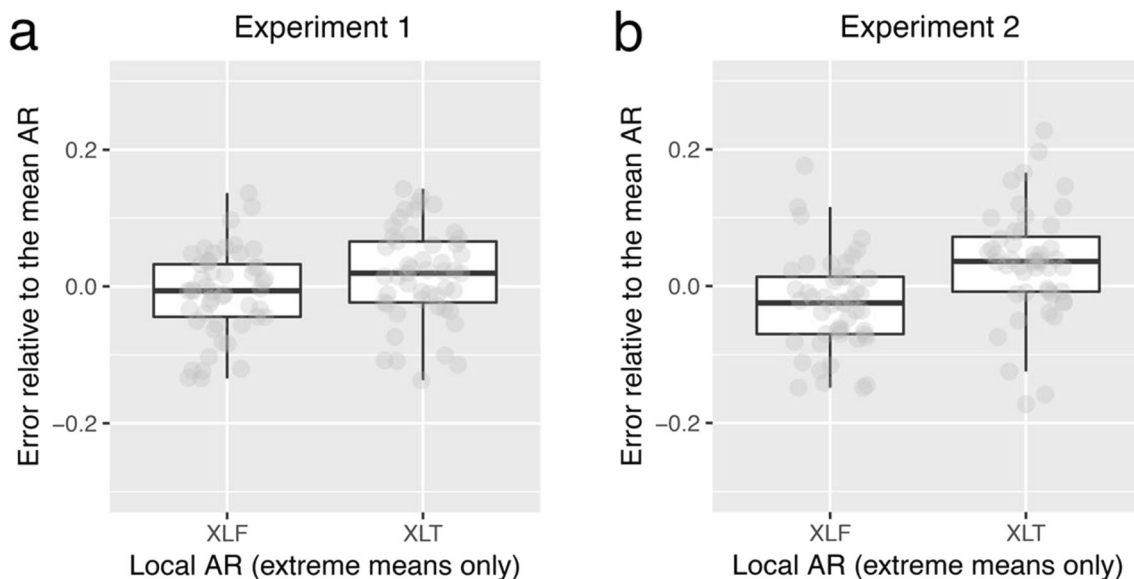 a
Experiment 1
Error relative to the mean AR
0.2
0.0
−0.2
XLF XLT
Local AR (extreme means only)
b
Experiment 2
Error relative to the mean AR
0.2
0.0
−0.2
XLF XLT
Local AR (extreme means only)